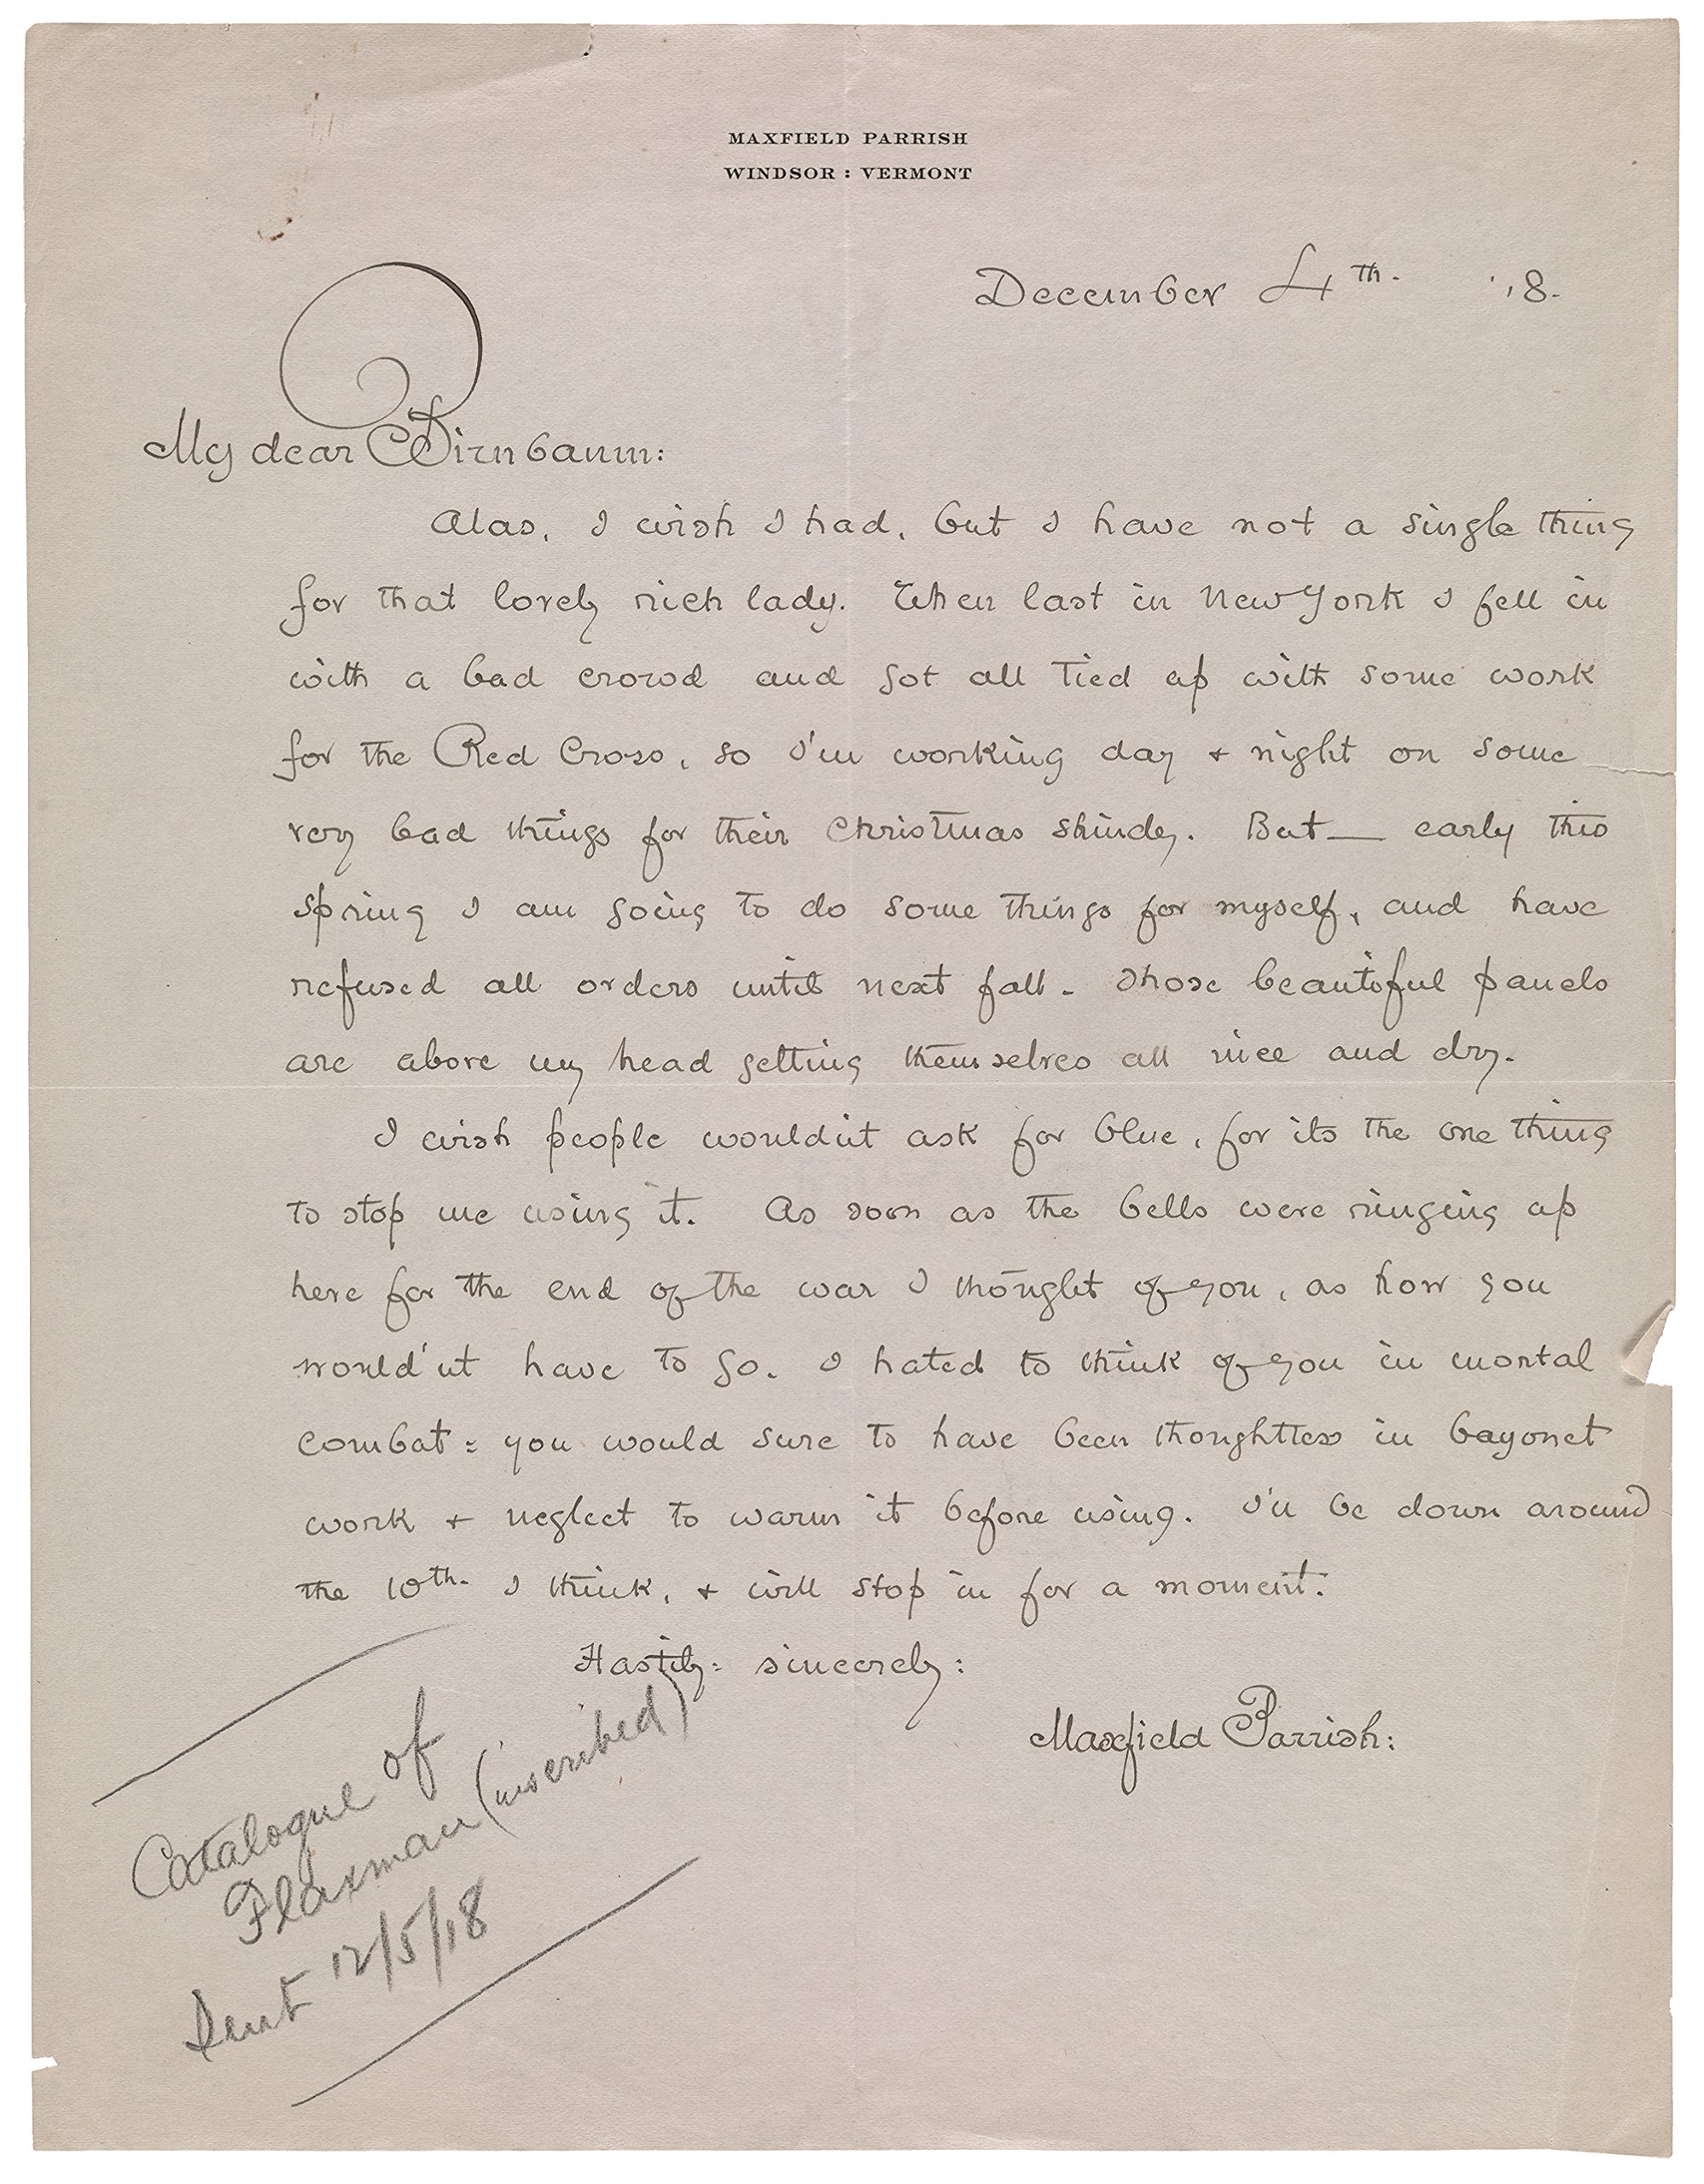 MAXFIELD PARRISH
WINDSOR : VERMONT
December 4th. '18.
My dear Birnbaum:
Alas, I wish I had, but I have not a single thing
for that lovely rich lady. When last in New York I fell in
with a bad crowd and got all tied up with some work
for the Red Cross, so I'm working day + night on some
very bad things for their Christmas shindy. But— early this
spring I am going to do some things for myself, and have
refused all orders until next fall. Those beautiful panels
are above my head getting themselves all nice and dry.
I wish people wouldn't ask for blue, for its the one thing
to stop me using it. As soon as the bells were ringing up
here for the end of the war I thought of you, as how you
would'nt have to go. I hated to think of you in mortal
combat: you would sure to have been thoughtless in bayonet
work + neglect to warm it before using. I'll be down around
the 10th. I think, + will stop in for a moment.
Hastily: sincerely:
Maxfield Parrish:
Catalogue of
Flaxman (inscribed)
Sent 12/5/18